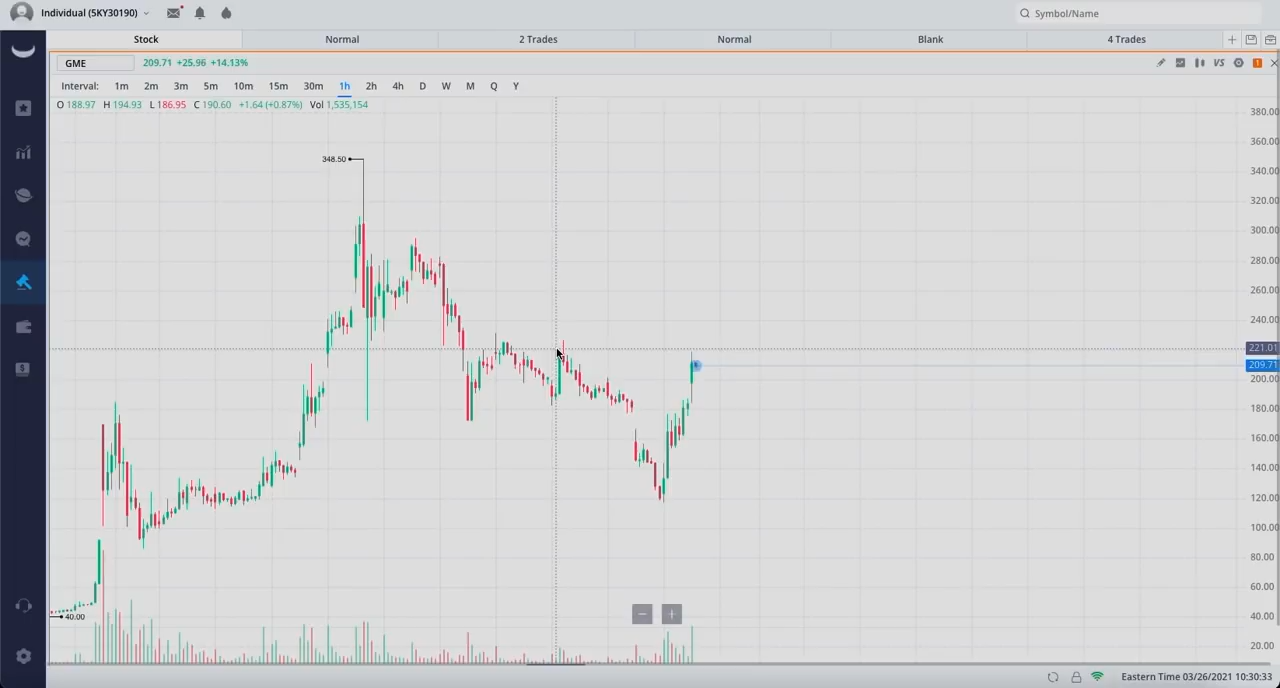 Individual (5KY30190)
Symbol/Name
Stock Normal 2 Trades Normal Blank 4 Trades
GME 209.71 +25.96 +14.13%
VS 1
Interval: 1m 2m 3m 5m 10m 15m 30m 1h 2h 4h D W M Q Y
O 188.97 H 194.93 L 186.95 C 190.60 +1.64 (+0.87%) Vol 1,535,154
380.00
348.50
360.00
340.00
320.00
300.00
280.00
260.00
240.00
221.01
209.71
200.00
180.00
160.00
140.00
120.00
100.00
80.00
60.00
40.00
40.00
20.00
Eastern Time 03/26/2021 10:30:33